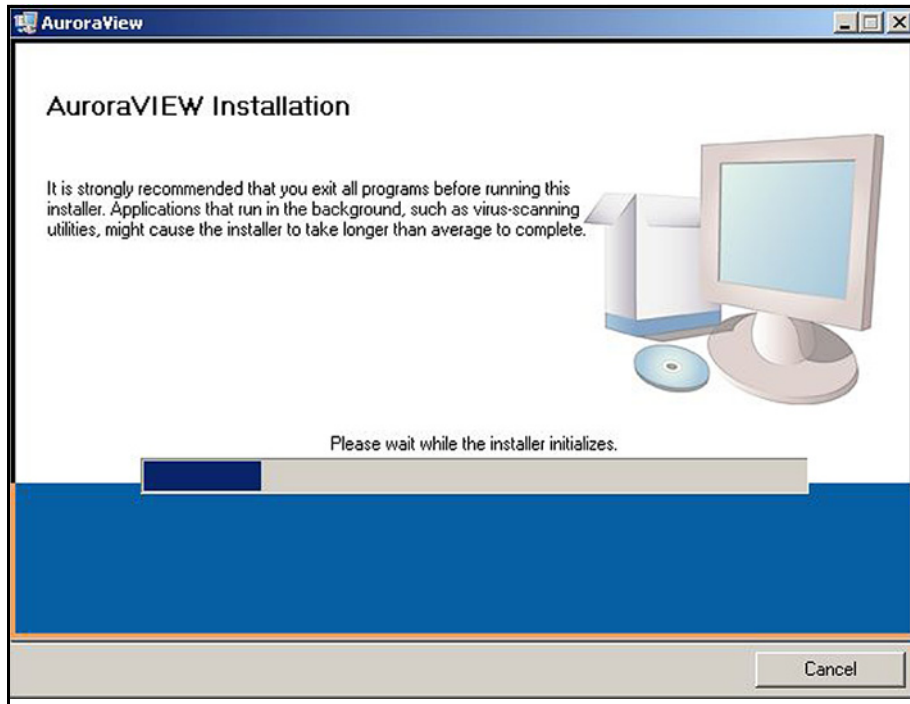 AuroraView
AuroraVIEW Installation
It is strongly recommended that you exit all programs before running this
installer. Applications that run in the background, such as virus-scanning
utilities, might cause the installer to take longer than average to complete.
Please wait while the installer initializes.
Cancel